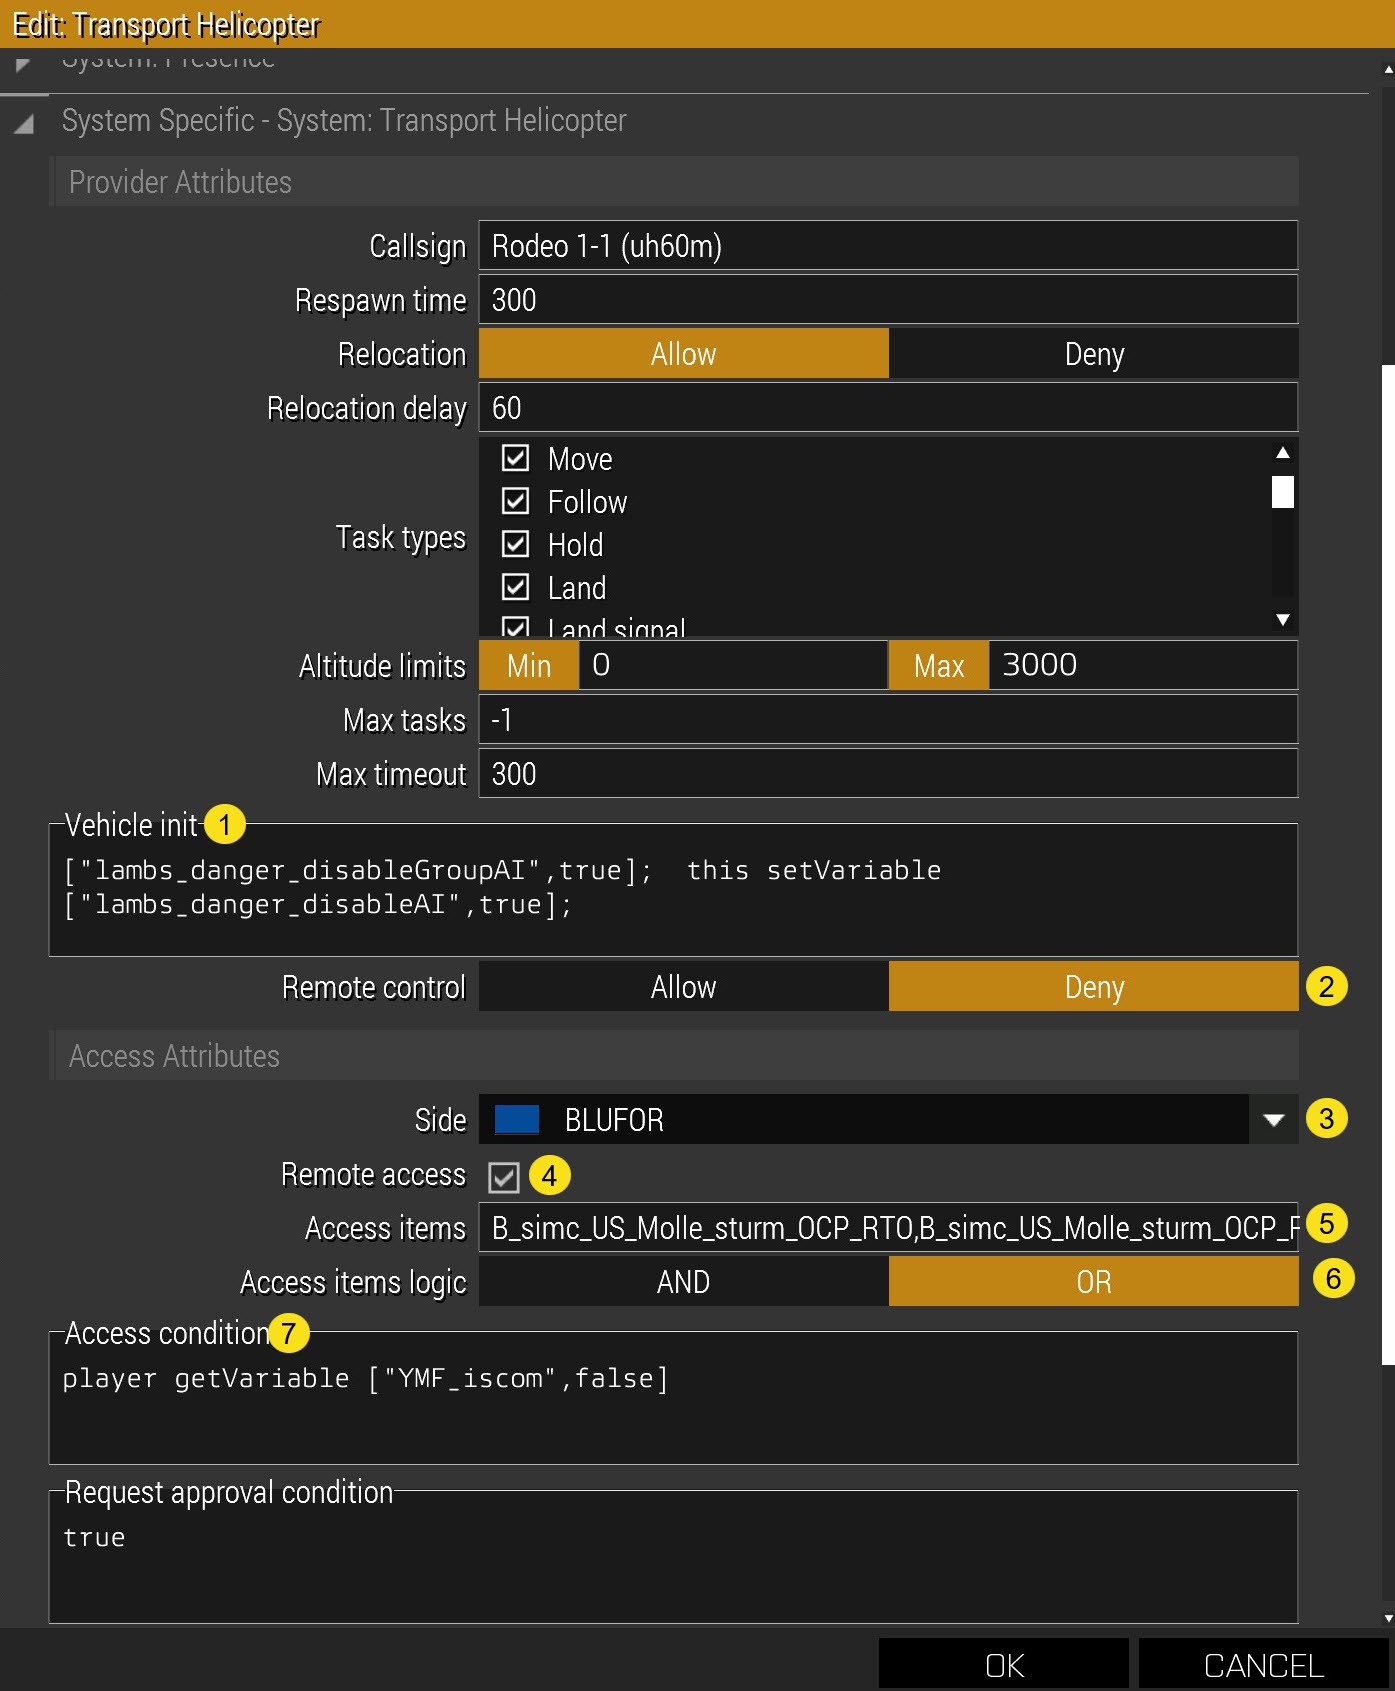 Edit: Transport Helicopter
System: Presence
System Specific - System: Transport Helicopter
Provider Attributes
Callsign Rodeo 1-1 (uh60m)
Respawn time 300
Relocation Allow Deny
Relocation delay 60
Move
Follow
Task types Hold
Land
Land signal
Altitude limits Min 0 Max 3000
Max tasks -1
Max timeout 300
Vehicle init 1
["lambs_danger_disableGroupAI",true];  this setVariable
["lambs_danger_disableAI",true];
Remote control Allow Deny 2
Access Attributes
Side BLUFOR 3
Remote access 4
Access items B_simc_US_Molle_sturm_OCP_RTO,B_simc_US_Molle_sturm_OCP_R 5
Access items logic AND OR 6
Access condition 7
player getVariable ["YMF_iscom",false]
Request approval condition
true
OK CANCEL